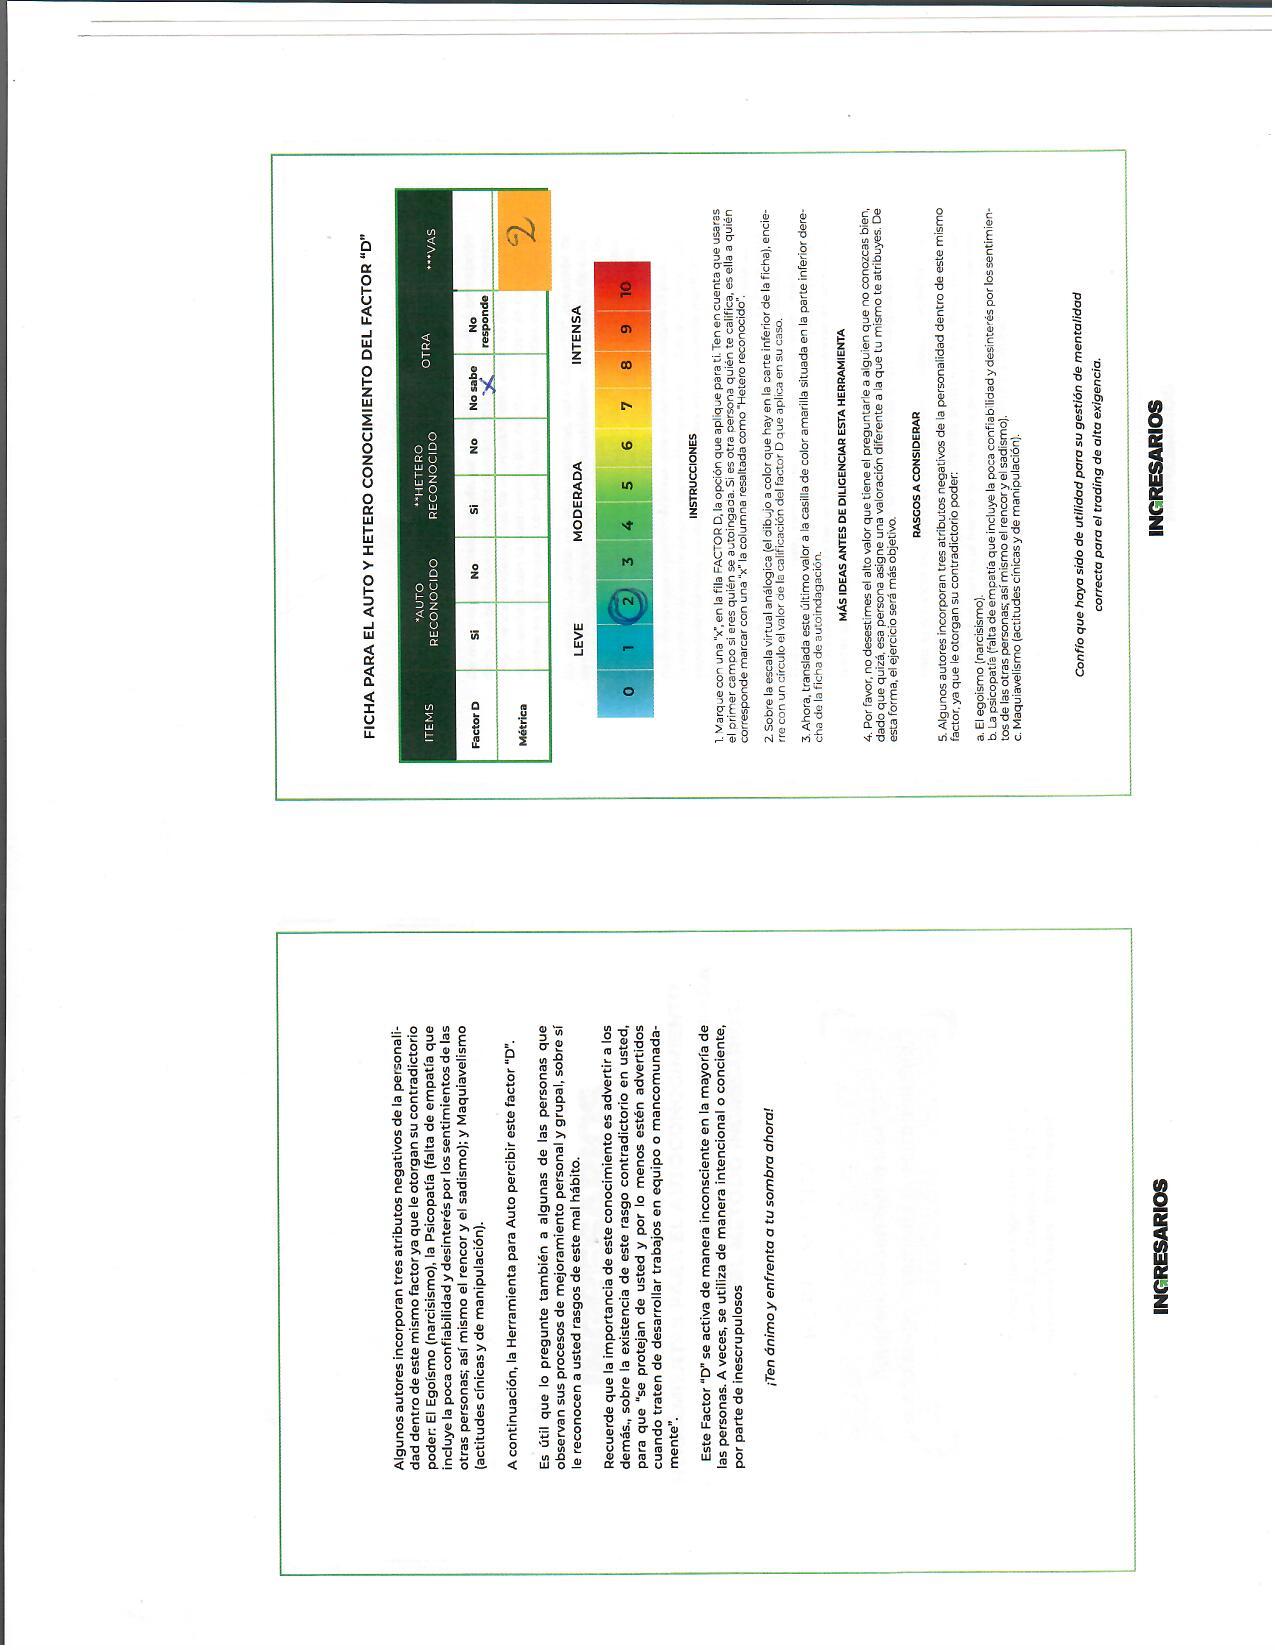 Algunos autores incorporan tres atributos negativos de la personali-
dad dentro de este mismo factor ya que le otorgan su contradictorio
poder: El Egoísmo (narcisismo), la Psicopatía (falta de empatía que
incluye la poca confiabilidad y desinterés por los sentimientos de las
otras personas; así mismo el rencor y el sadismo); y Maquiavelismo
(actitudes cínicas y de manipulación).
A continuación, la Herramienta para Auto percibir este factor “D”.
Es útil que lo pregunte también a algunas de las personas que
observan sus procesos de mejoramiento personal y grupal, sobre sí
le reconocen a usted rasgos de este mal hábito.
Recuerde que la importancia de este conocimiento es advertir a los
demás., sobre la existencia de este rasgo contradictorio en usted,
para que “se protejan de usted y por lo menos estén advertidos
cuando traten de desarrollar trabajos en equipo o mancomunada-
mente”.
Este Factor “D” se activa de manera inconsciente en la mayoría de
las personas. A veces, se utiliza de manera intencional o conciente,
por parte de inescrupulosos
¡Ten ánimo y enfrenta a tu sombra ahora!
INGRESARIOS
FICHA PARA EL AUTO Y HETERO CONOCIMIENTO DEL FACTOR “D”
ITEMS *AUTO RECONOCIDO **HETERO RECONOCIDO OTRA ***VAS
Factor D Si No Si No No sabe No responde
X
Métrica 2
LEVE MODERADA INTENSA
0 1 2 3 4 5 6 7 8 9 10
INSTRUCCIONES
1. Marque con una “x”, en la fila FACTOR D, la opción que aplique para ti. Ten en cuenta que usaras
el primer campo si eres quién se autoingada. Si es otra persona quién te califica, es ella a quién
corresponde marcar con una “x” la columna resaltada como “Hetero reconocido”.
2. Sobre la escala virtual análogica (el dibujo a color que hay en la parte inferior de la ficha), encie-
rre con un círculo el valor de la calificación del factor D que aplica en su caso.
3. Ahora, translada este último valor a la casilla de color amarilla situada en la parte inferior dere-
cha de la ficha de autoindagación.
MÁS IDEAS ANTES DE DILIGENCIAR ESTA HERRAMIENTA
4. Por favor, no desestimes el alto valor que tiene el preguntarle a alguien que no conozcas bien,
dado que quizá, esa persona asigne una valoración diferente a la que tu mismo te atribuyes. De
esta forma, el ejercicio será más objetivo.
RASGOS A CONSIDERAR
5. Algunos autores incorporan tres atributos negativos de la personalidad dentro de este mismo
factor, ya que le otorgan su contradictorio poder:
a. El egoismo (narcisismo).
b. La psicopatía (falta de empatía que incluye la poca confiabilidad y desinterés por los sentimien-
tos de las otras personas; así mismo el rencor y el sadismo).
c. Maquiavelismo (actitudes cínicas y de manipulación).
Confío que haya sido de utilidad para su gestión de mentalidad
correcta para el trading de alta exigencia.
INGRESARIOS